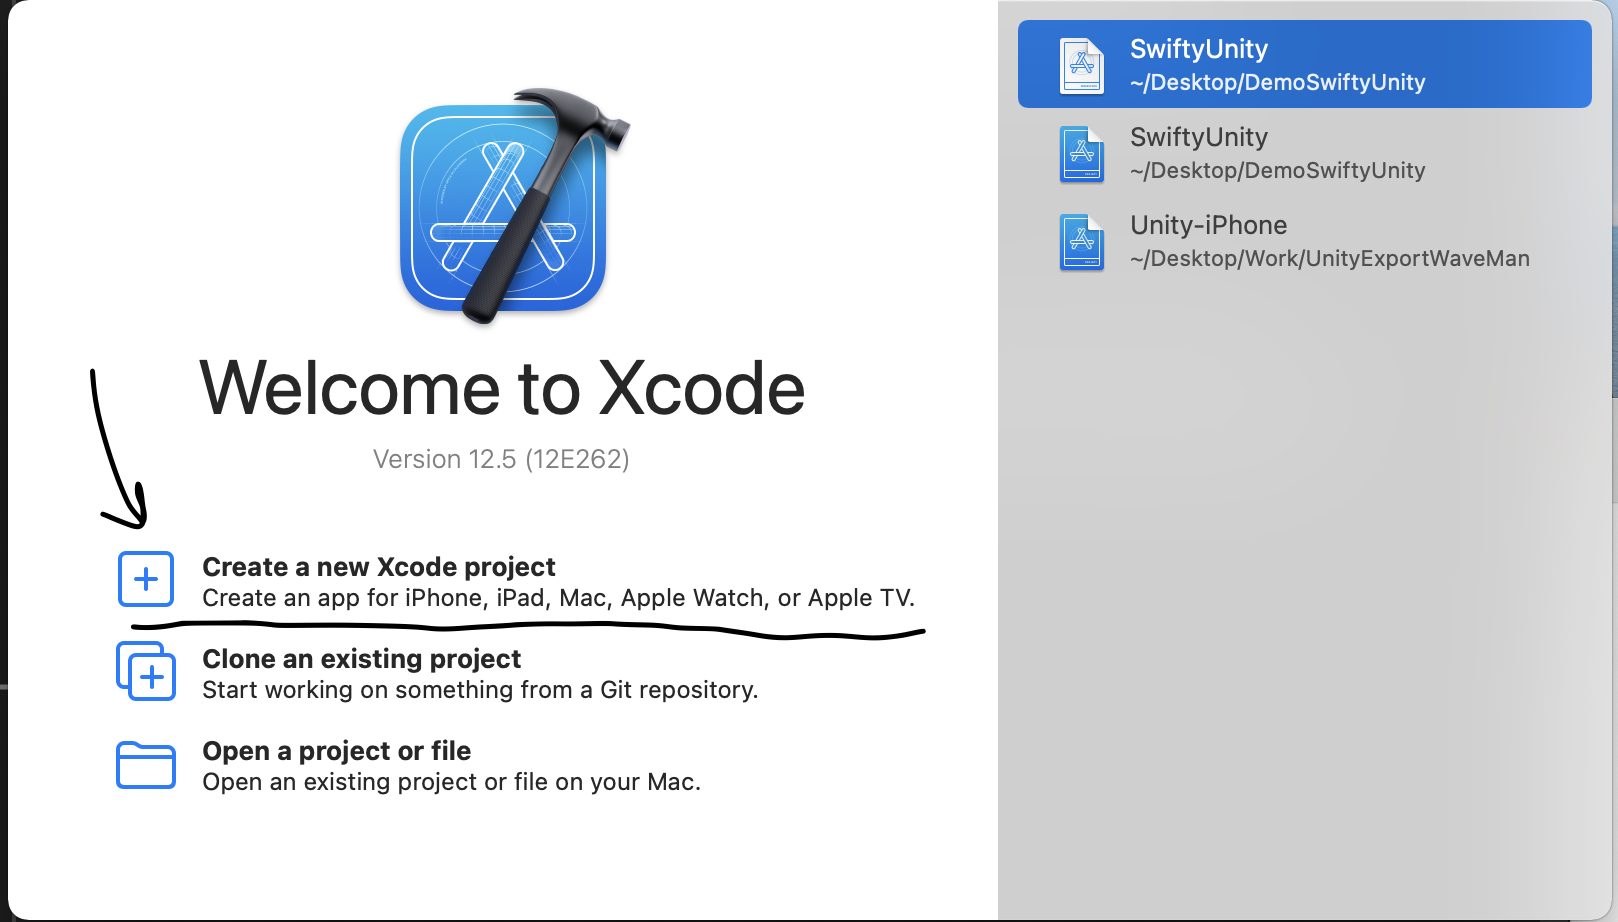 Welcome to Xcode
Version 12.5 (12E262)
Create a new Xcode project
Create an app for iPhone, iPad, Mac, Apple Watch, or Apple TV.
Clone an existing project
Start working on something from a Git repository.
Open a project or file
Open an existing project or file on your Mac.
SwiftyUnity
~/Desktop/DemoSwiftyUnity
SwiftyUnity
~/Desktop/DemoSwiftyUnity
Unity-iPhone
~/Desktop/Work/UnityExportWaveMan